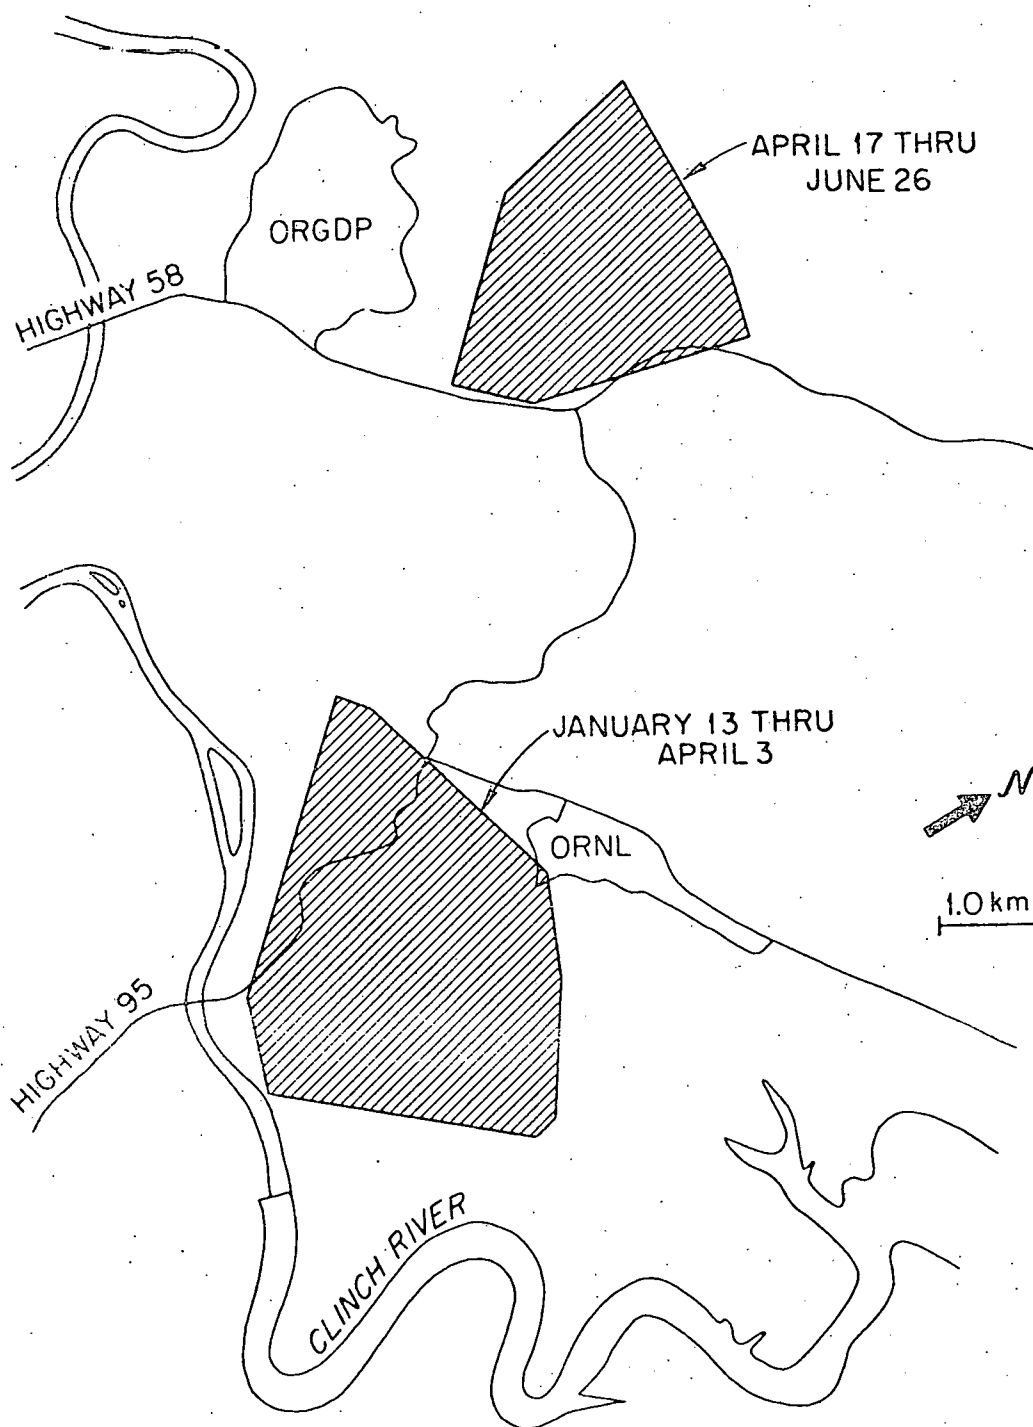 APRIL 17 THRU
JUNE 26
ORGDP
HIGHWAY 58
JANUARY 13 THRU
APRIL 3
N
ORNL
1.0 km
HIGHWAY 95
CLINCH RIVER